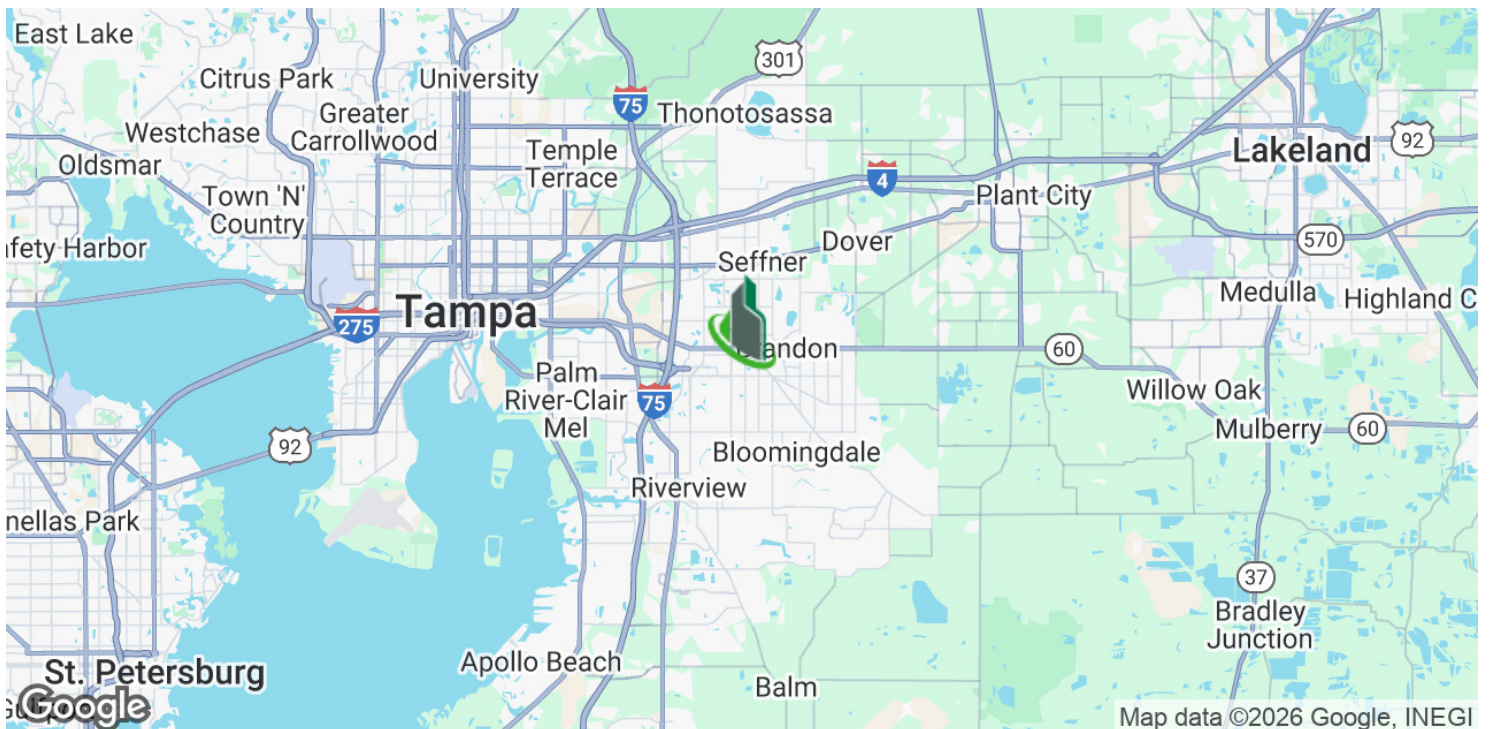 East Lake
Citrus Park
University
301
75
Thonotosassa
Greater
Carrollwood
Westchase
Oldsmar
Temple
Terrace
Lakeland
92
4
Town 'N'
Country
Plant City
afety Harbor
Dover
570
Seffner
Medulla
Highland C
Tampa
275
Brandon
60
Palm
River-Clair
Mel
75
Willow Oak
92
Mulberry
60
Bloomingdale
Riverview
nellas Park
37
Bradley
Junction
St. Petersburg
Apollo Beach
Balm
Google
Map data ©2026 Google, INEGI